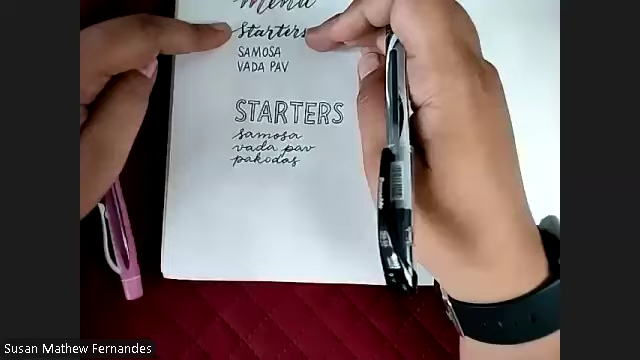 Menu
Starters
SAMOSA
VADA PAV
STARTERS
samosa
vada pav
pakodas
Susan Mathew Fernandes